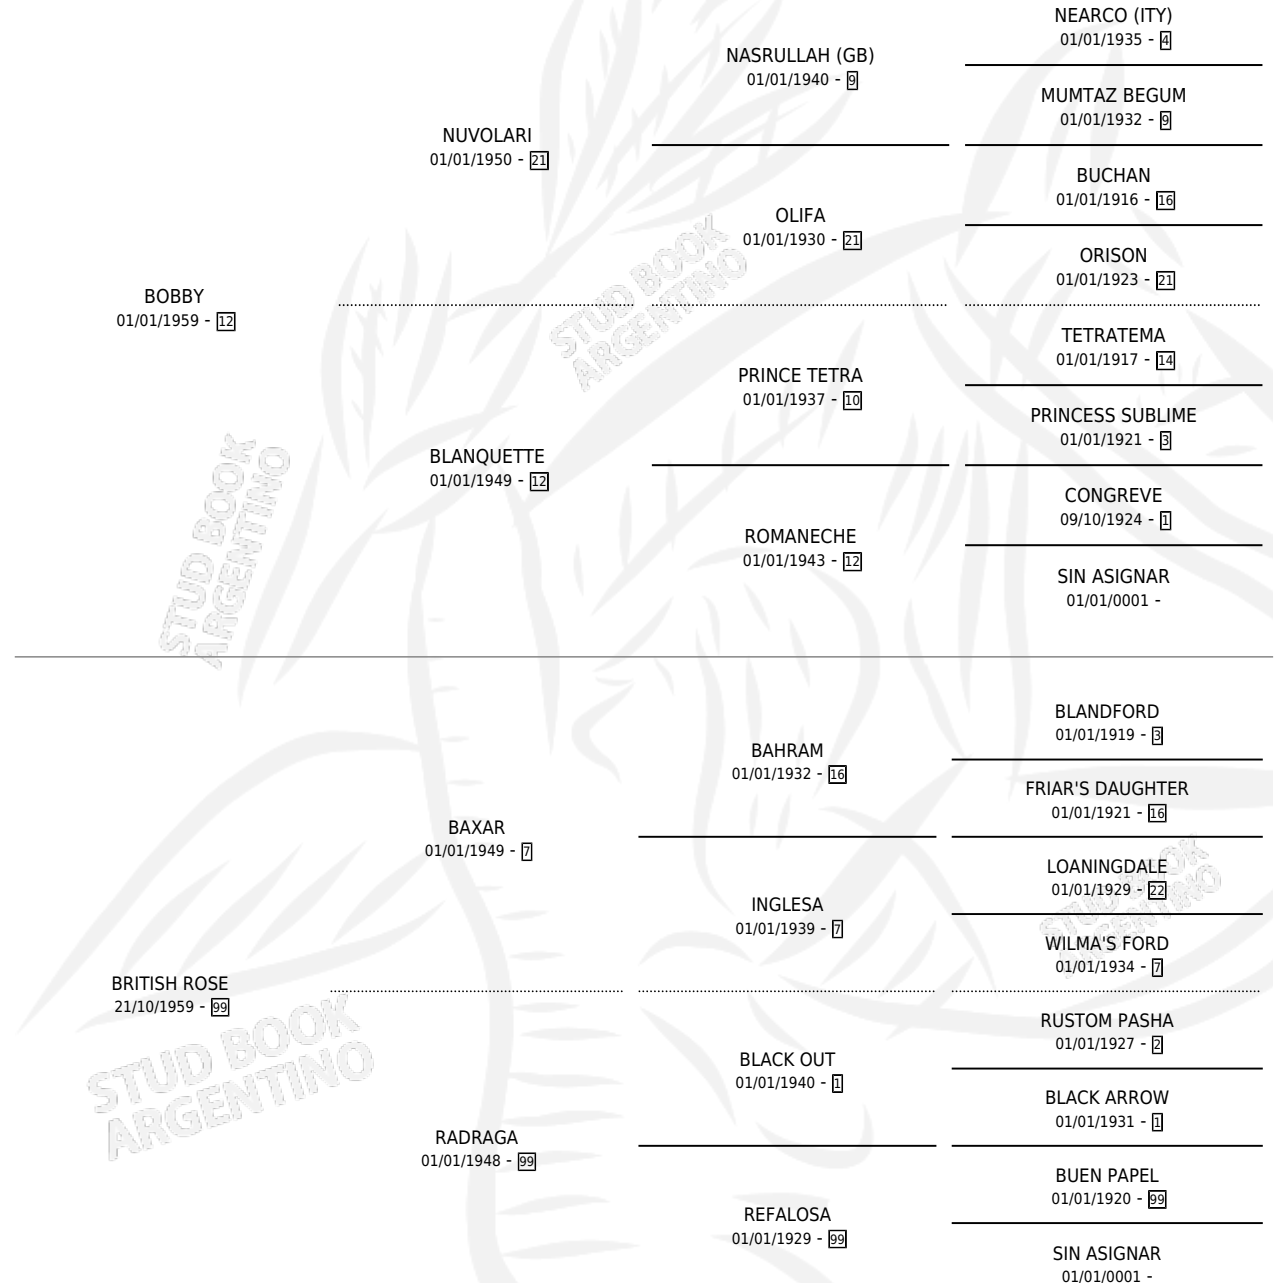 NEARCO (ITY)
01/01/1935 - 4
NASRULLAH (GB)
01/01/1940 - 9
MUMTAZ BEGUM
01/01/1932 - 9
NUVOLARI
01/01/1950 - 21
BUCHAN
01/01/1916 - 16
OLIFA
01/01/1930 - 21
ORISON
01/01/1923 - 21
BOBBY
01/01/1959 - 12
STUD BOOK
ARGENTINO
TETRATEMA
01/01/1917 - 14
PRINCE TETRA
01/01/1937 - 10
PRINCESS SUBLIME
01/01/1921 - 3
BLANQUETTE
01/01/1949 - 12
CONGREVE
09/10/1924 - 1
ROMANECHE
01/01/1943 - 12
SIN ASIGNAR
01/01/0001 -
STUD BOOK
ARGENTINO
BLANDFORD
01/01/1919 - 3
BAHRAM
01/01/1932 - 16
FRIAR'S DAUGHTER
01/01/1921 - 16
BAXAR
01/01/1949 - 7
LOANINGDALE
01/01/1929 - 22
STUD BOOK
ARGENTINO
INGLESA
01/01/1939 - 7
WILMA'S FORD
01/01/1934 - 7
BRITISH ROSE
21/10/1959 - 99
STUD BOOK
ARGENTINO
RUSTOM PASHA
01/01/1927 - 2
BLACK OUT
01/01/1940 - 1
BLACK ARROW
01/01/1931 - 1
RADRAGA
01/01/1948 - 99
BUEN PAPEL
01/01/1920 - 99
REFALOSA
01/01/1929 - 99
SIN ASIGNAR
01/01/0001 -